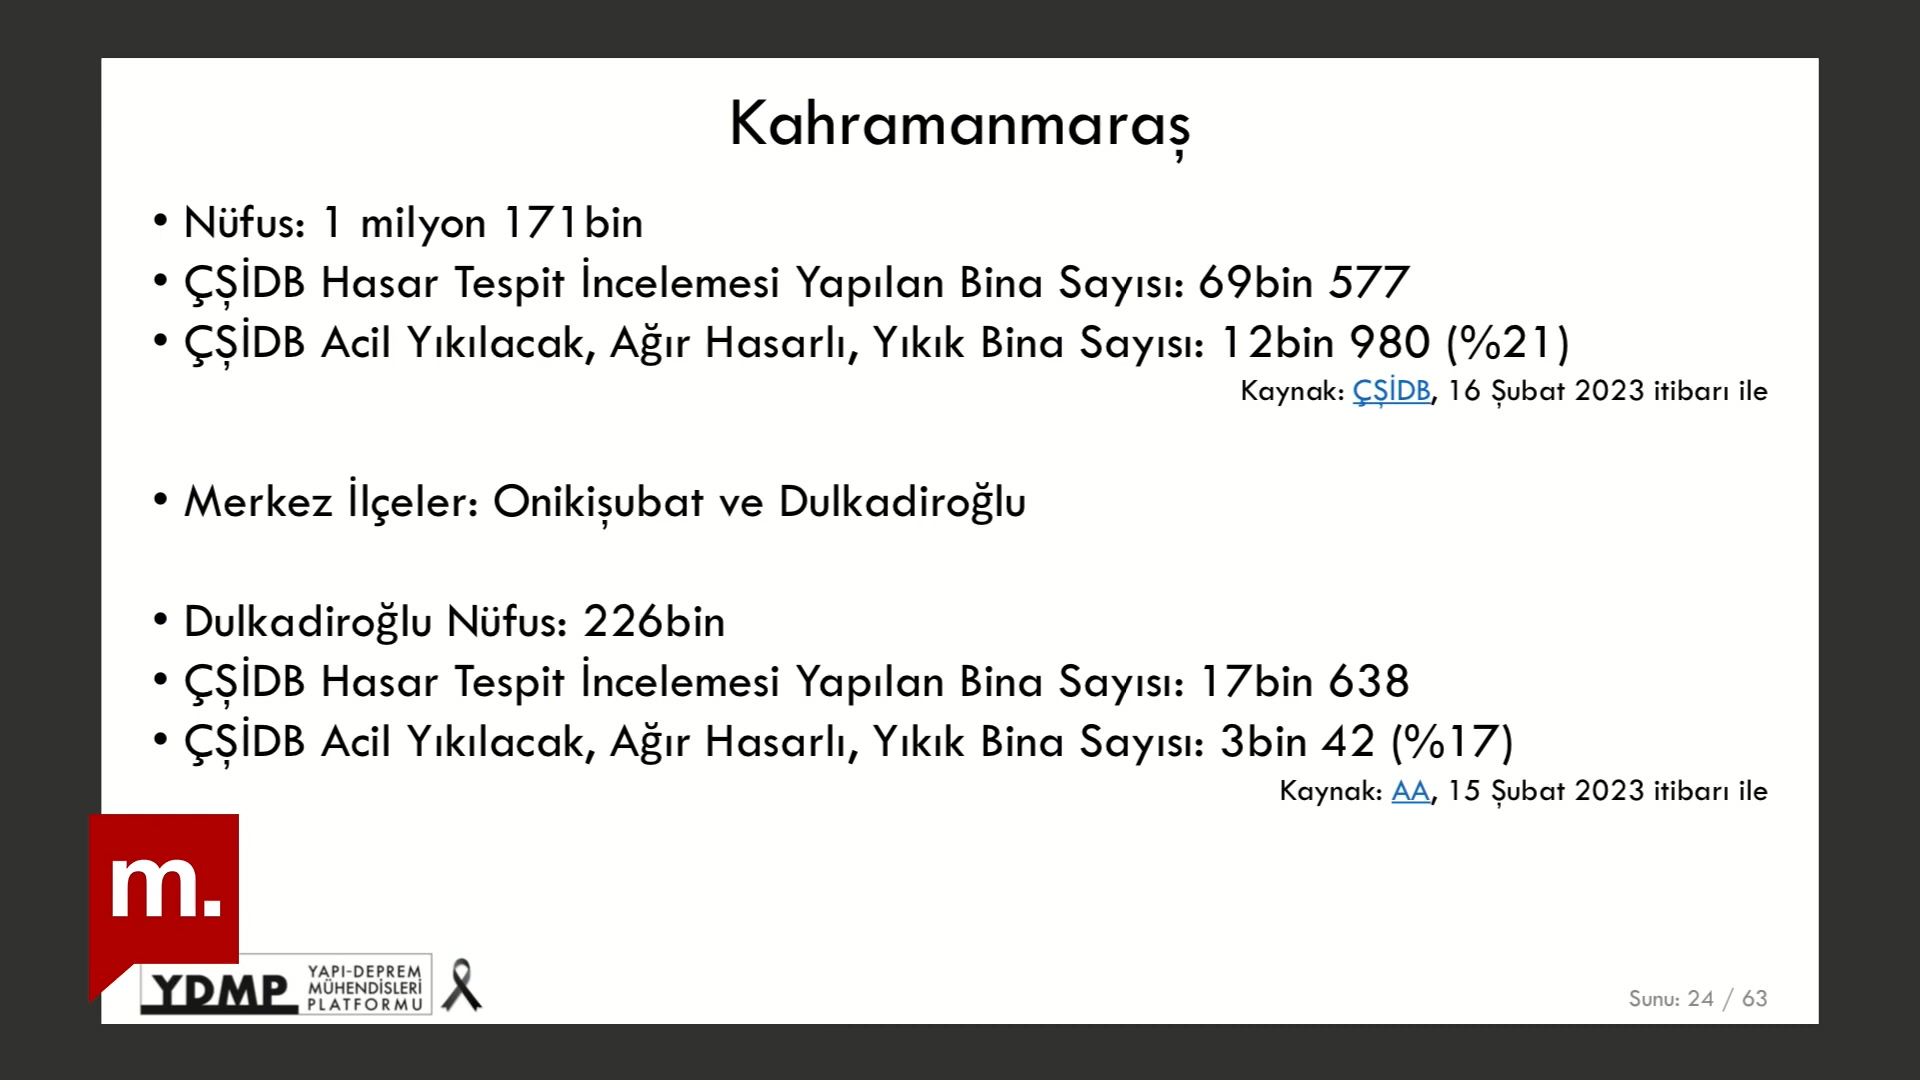 Kahramanmaraş
• Nüfus: 1 milyon 171bin
• ÇŞİDB Hasar Tespit İncelemesi Yapılan Bina Sayısı: 69bin 577
• ÇŞİDB Acil Yıkılacak, Ağır Hasarlı, Yıkık Bina Sayısı: 12bin 980 (%21)
Kaynak: ÇŞİDB, 16 Şubat 2023 itibarı ile
• Merkez İlçeler: Onikişubat ve Dulkadiroğlu
• Dulkadiroğlu Nüfus: 226bin
• ÇŞİDB Hasar Tespit İncelemesi Yapılan Bina Sayısı: 17bin 638
• ÇŞİDB Acil Yıkılacak, Ağır Hasarlı, Yıkık Bina Sayısı: 3bin 42 (%17)
Kaynak: AA, 15 Şubat 2023 itibarı ile
m.
YDMP
YAPI-DEPREM
MÜHENDİSLERİ
PLATFORMU
Sunu: 24 / 63